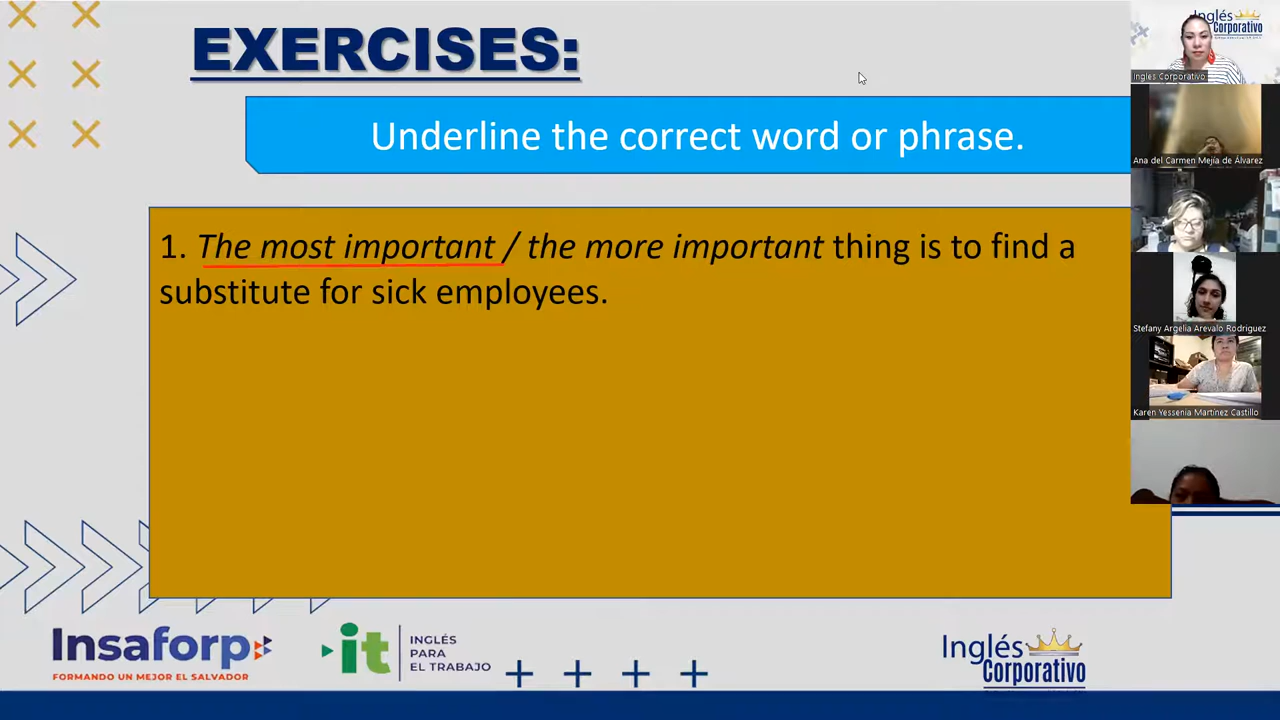 EXERCISES:
Underline the correct word or phrase.
1. The most important / the more important thing is to find a
substitute for sick employees.
Inglés
Corporativo
Ingles Corporativo
Ana del Carmen Mejía de Álvarez
Stefany Argelia Arevalo Rodriguez
Karen Yessenia Martínez Castillo
Insaforp
FORMANDO UN MEJOR EL SALVADOR
it
INGLÉS
PARA
EL TRABAJO
Inglés
Corporativo